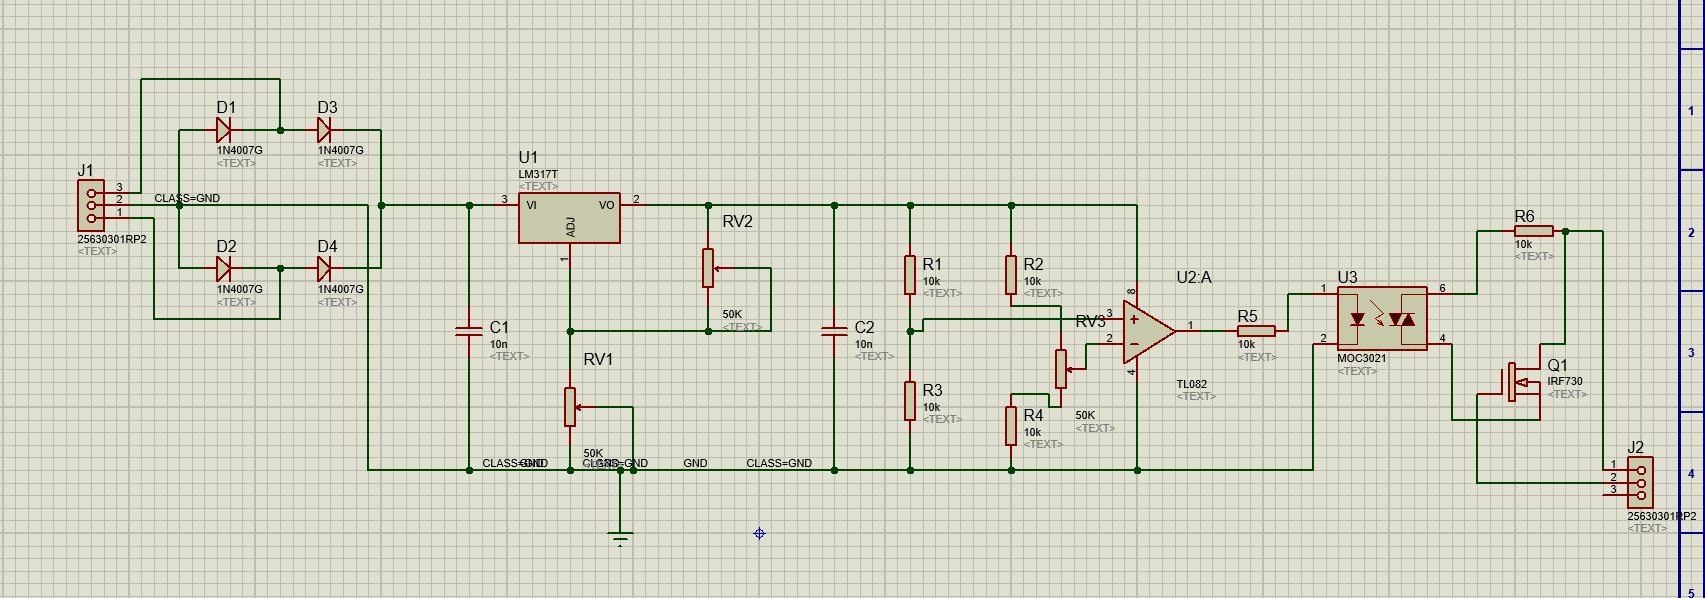 J1
3
2
1
25630301RP2
<TEXT>
CLASS=GND
D1
1N4007G
<TEXT>
D3
1N4007G
<TEXT>
D2
1N4007G
<TEXT>
D4
1N4007G
<TEXT>
C1
10n
<TEXT>
U1
LM317T
<TEXT>
3
VI
VO
2
ADJ
1
RV2
50K
<TEXT>
RV1
50K
CLASS=GND
GND
CLASS=GND
C2
10n
<TEXT>
R1
10k
<TEXT>
R2
10k
<TEXT>
R3
10k
<TEXT>
R4
10k
<TEXT>
RV3
50K
<TEXT>
U2:A
8
3
2
1
4
TL082
<TEXT>
R5
10k
<TEXT>
U3
1
2
6
4
MOC3021
<TEXT>
R6
10k
<TEXT>
Q1
IRF730
<TEXT>
J2
1
2
3
25630301RP2
<TEXT>
1
2
3
4
5